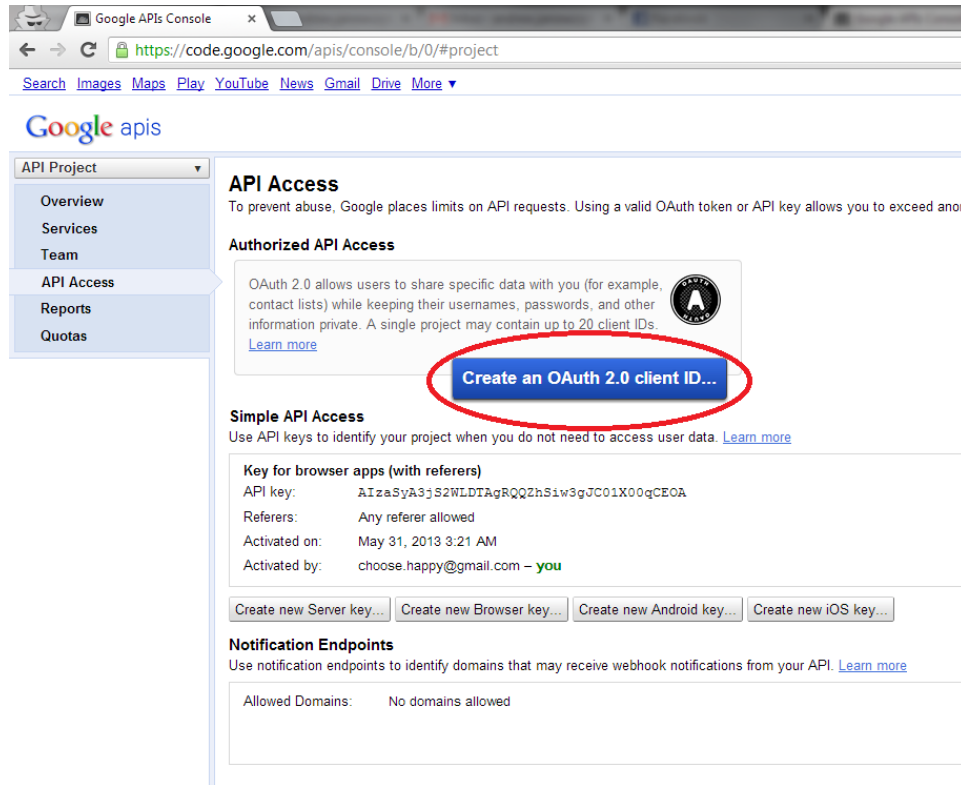 Google APIs Console
https://code.google.com/apis/console/b/0/#project
Search Images Maps Play YouTube News Gmail Drive More
Google apis
API Project
Overview
Services
Team
API Access
Reports
Quotas
API Access
To prevent abuse, Google places limits on API requests. Using a valid OAuth token or API key allows you to exceed
Authorized API Access
OAuth 2.0 allows users to share specific data with you (for example,
contact lists) while keeping their usernames, passwords, and other
information private. A single project may contain up to 20 client IDs.
Learn more
OAUTH
A
OAUTH
Create an OAuth 2.0 client ID...
Simple API Access
Use API keys to identify your project when you do not need to access user data. Learn more
Key for browser apps (with referers)
API key: AIzaSyA3jS2WLDTAgRQQZhSiw3gJC01X00qCEOA
Referers: Any referer allowed
Activated on: May 31, 2013 3:21 AM
Activated by: choose.happy@gmail.com – you
Create new Server key... Create new Browser key... Create new Android key... Create new iOS key...
Notification Endpoints
Use notification endpoints to identify domains that may receive webhook notifications from your API. Learn more
Allowed Domains: No domains allowed